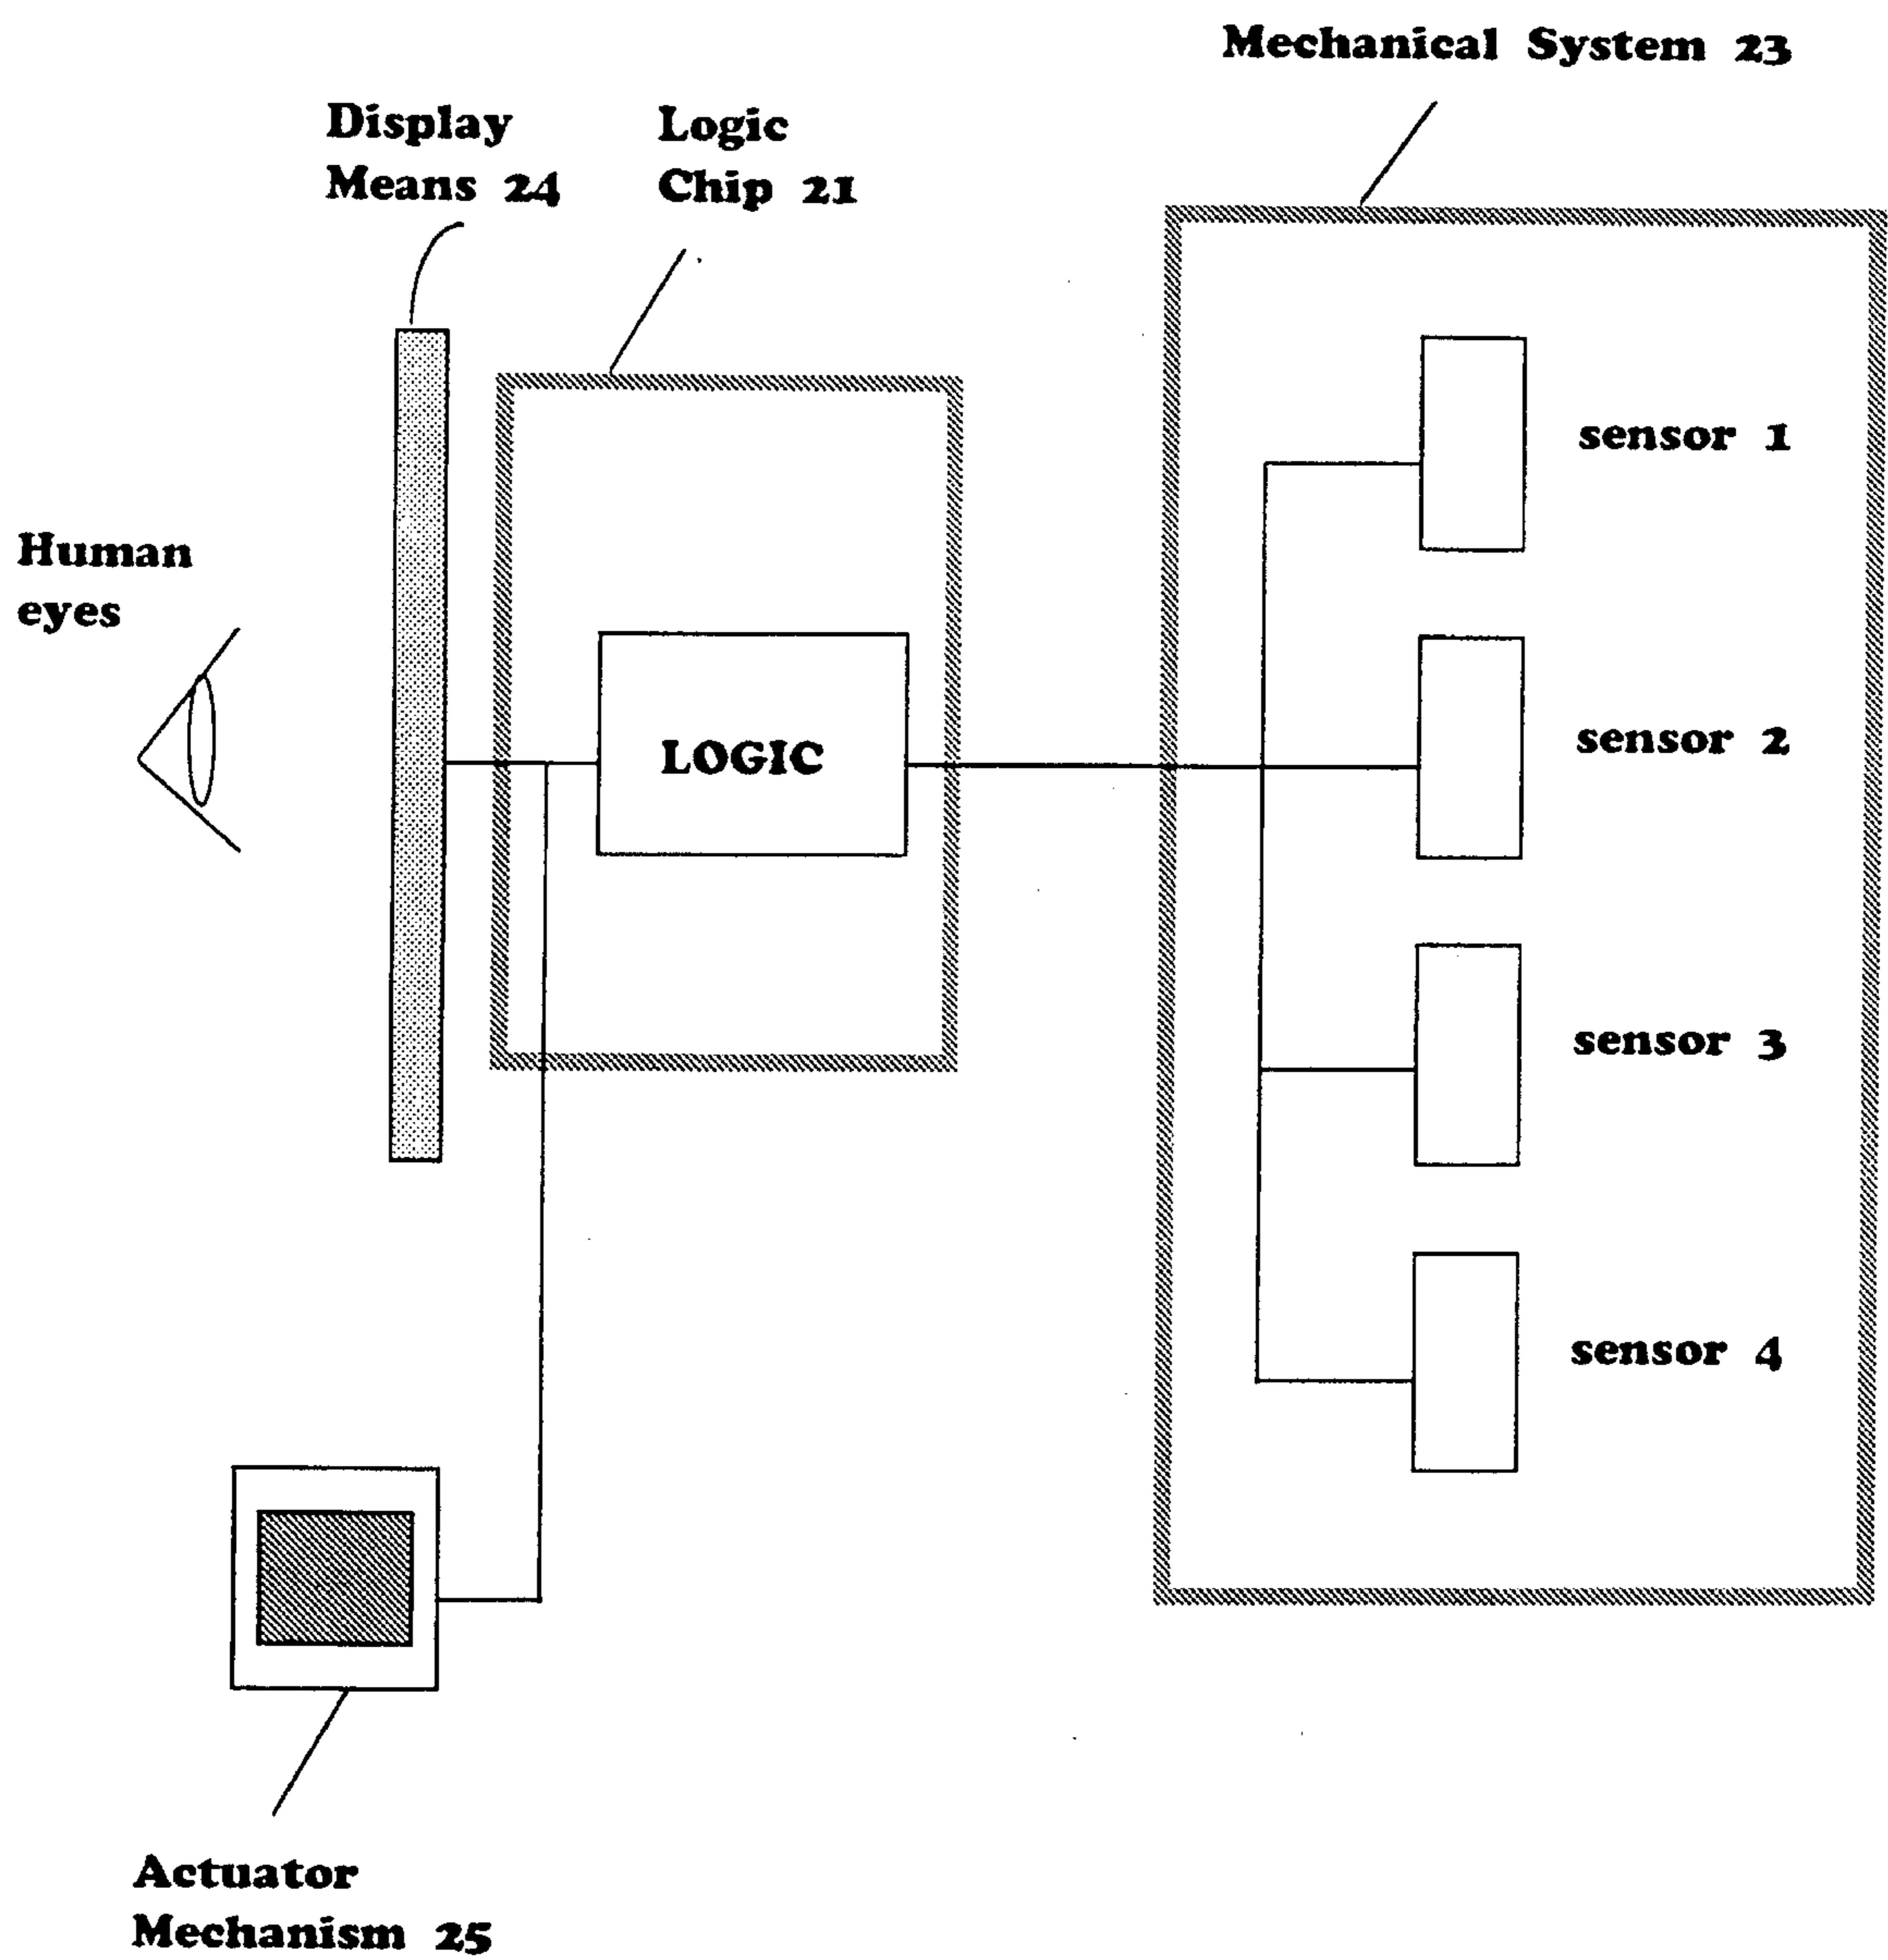 Mechanical System 23
Display
Means 24
Logic
Chip 21
Human
eyes
LOGIC
sensor 1
sensor 2
sensor 3
sensor 4
Actuator
Mechanism 25